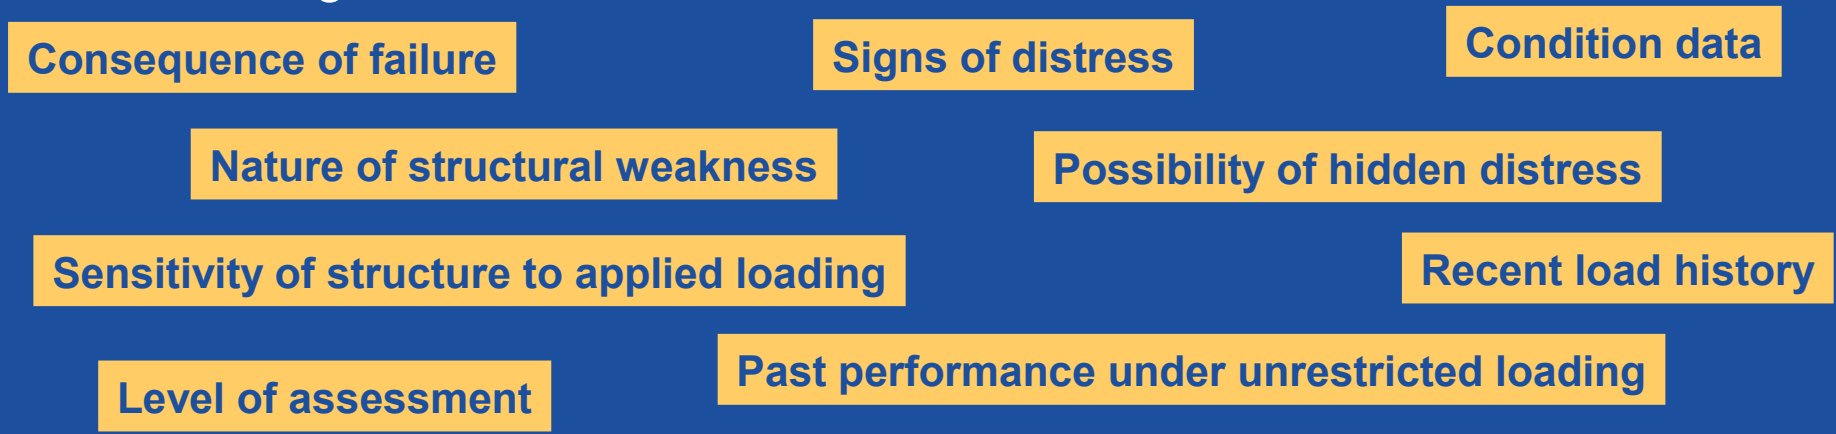 Consequence of failure
Signs of distress
Condition data
Nature of structural weakness
Possibility of hidden distress
Sensitivity of structure to applied loading
Recent load history
Past performance under unrestricted loading
Level of assessment